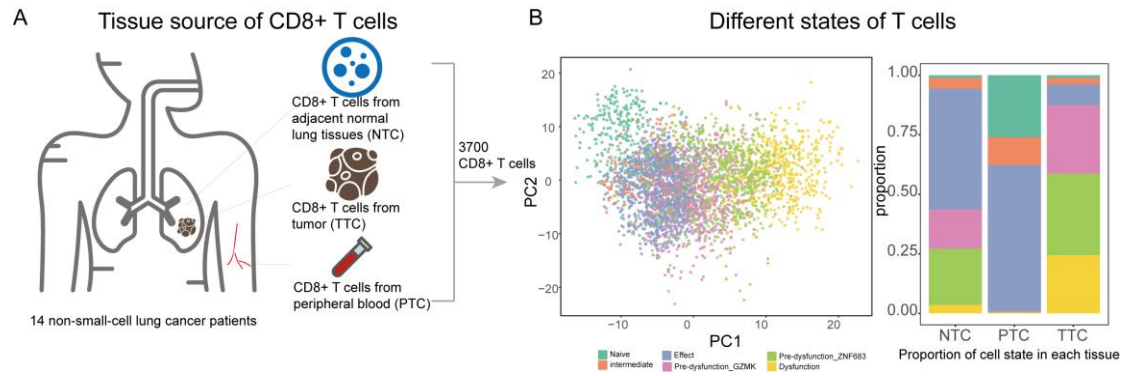 A
Tissue source of CD8+ T cells
CD8+ T cells from
adjacent normal
lung tissues (NTC)
CD8+ T cells from
tumor (TTC)
CD8+ T cells from
peripheral blood (PTC)
3700
CD8+ T cells
14 non-small-cell lung cancer patients
B
Different states of T cells
20
10
0
−10
−20
PC2
−10
0
10
20
PC1
Naive
intermediate
Effect
Pre-dysfunction_GZMK
Pre-dysfunction_ZNF683
Dysfunction
1.00
0.75
0.50
0.25
0.00
proportion
NTC
PTC
TTC
Proportion of cell state in each tissue